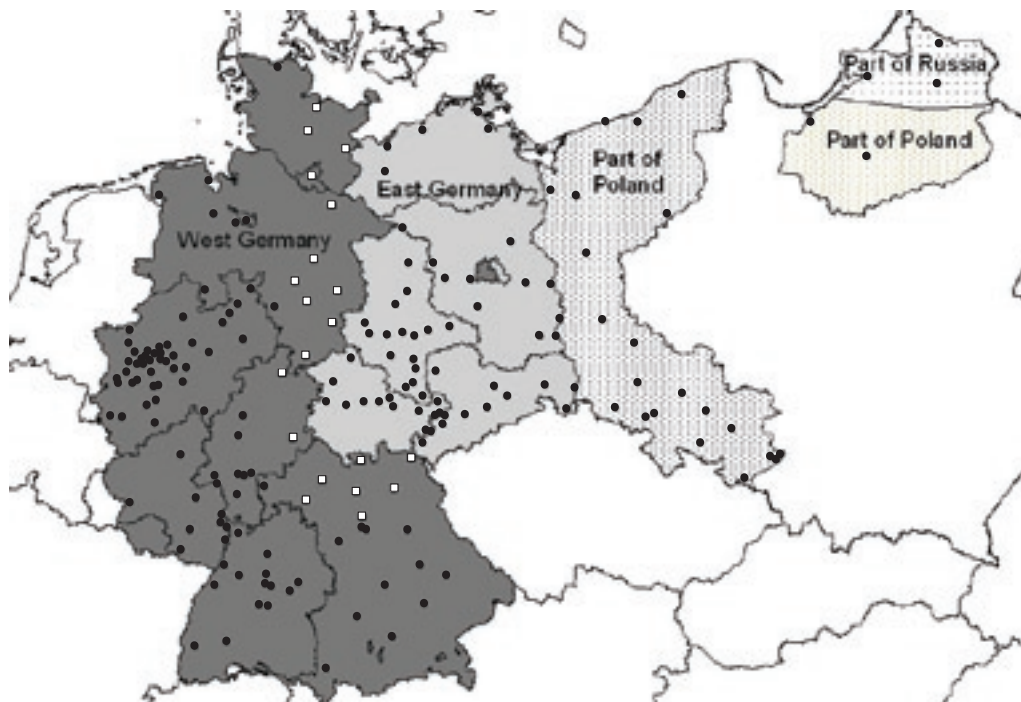 Part of Russia
Part of Poland
Part of
Poland
East Germany
West Germany